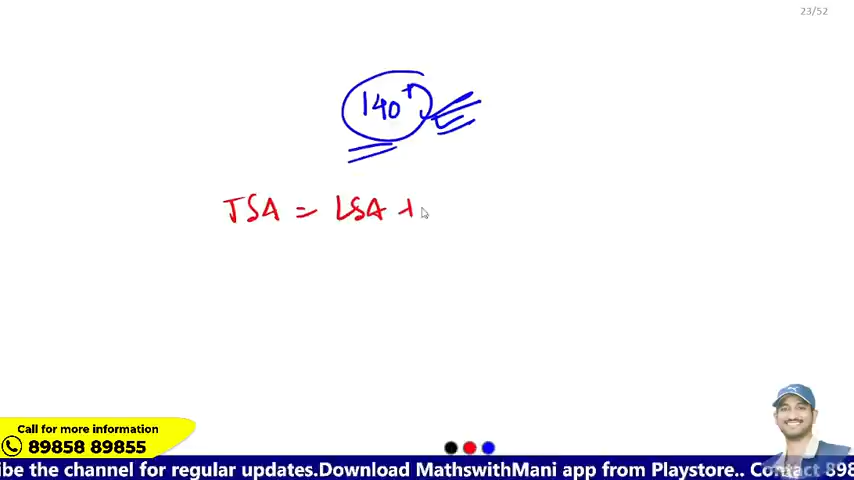 23/52
140+
TSA = LSA +
Call for more information
89858 89855
ibe the channel for regular updates.Download MathswithMani app from Playstore.. Contact 898